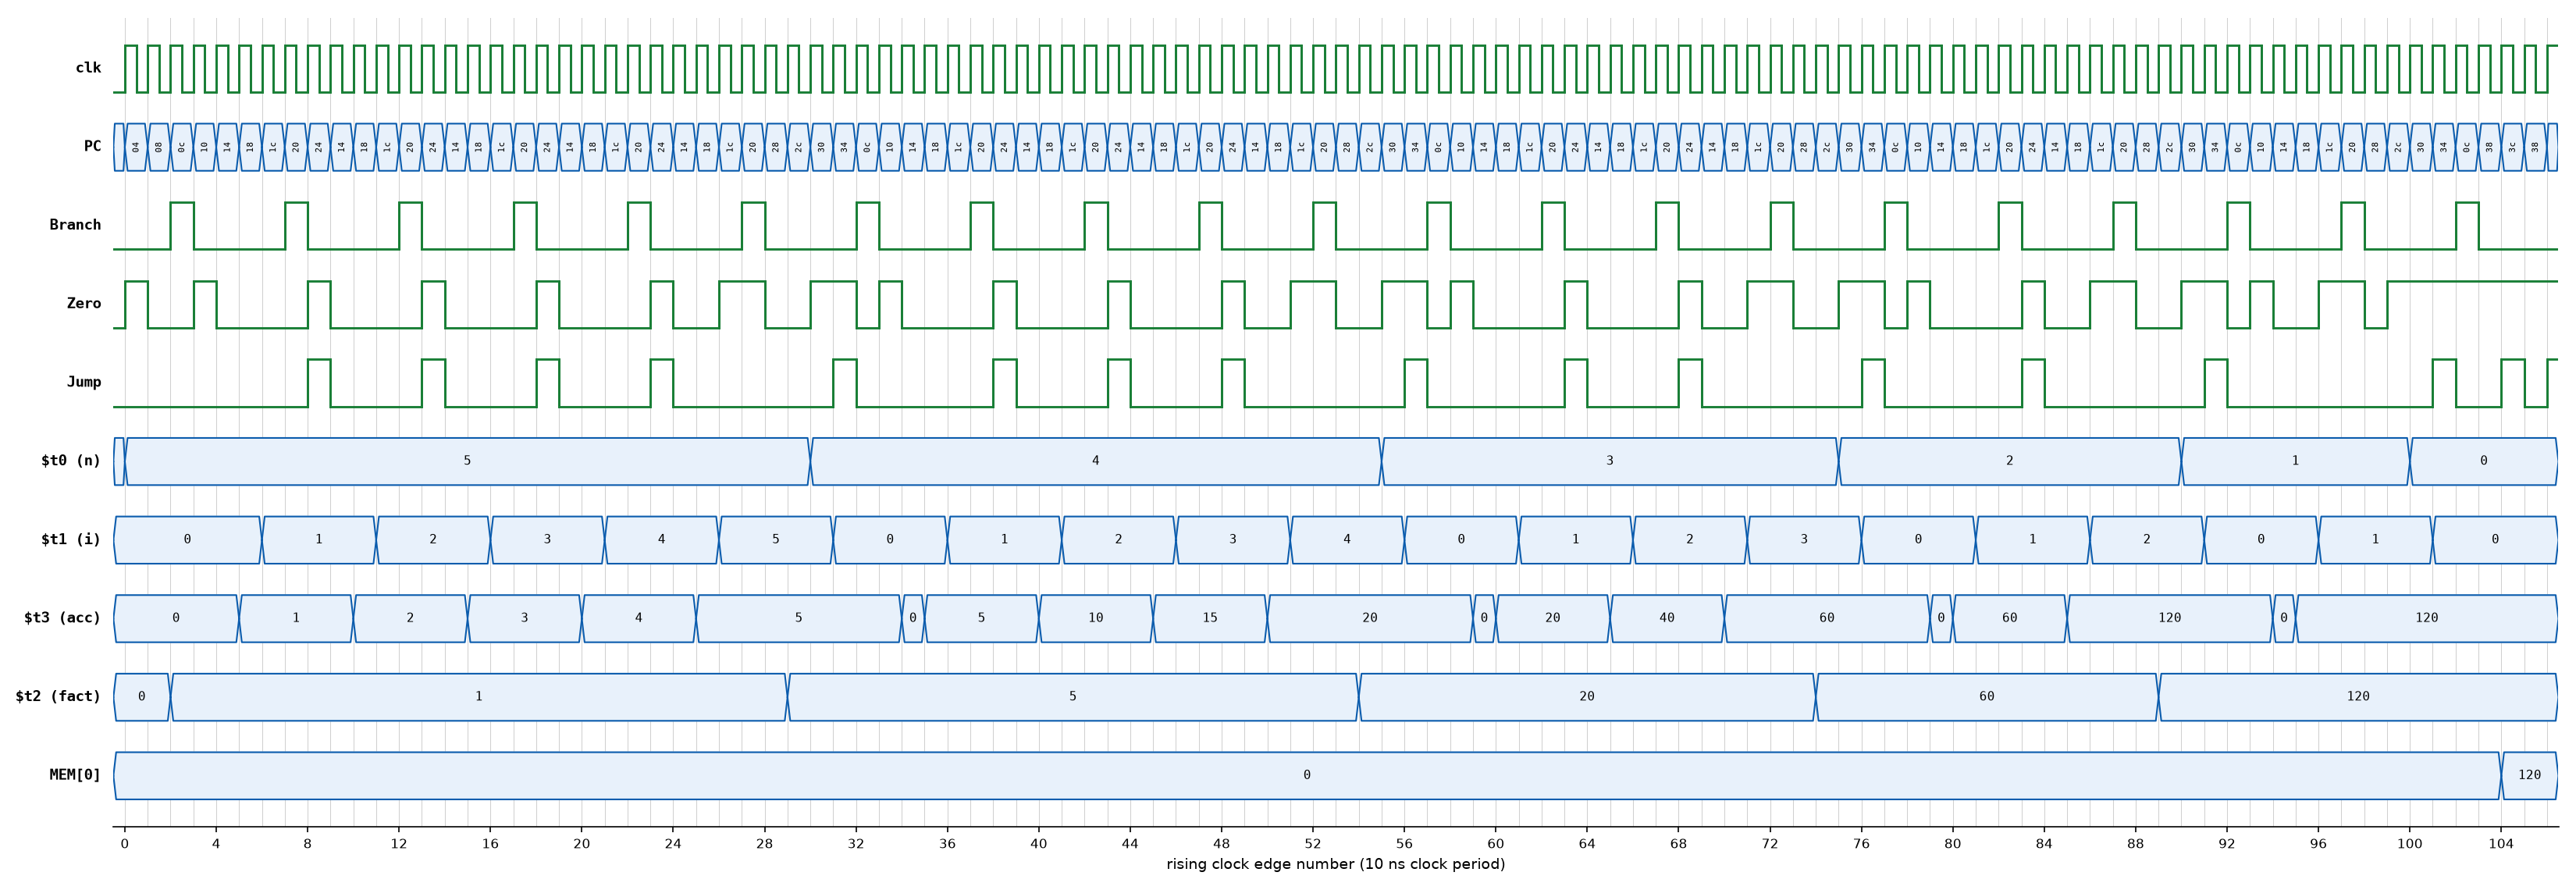 clk
PC 04 08 0c 10 14 18 1c 20 24 14 18 1c 20 24 14 18 1c 20 24 14 18 1c 20 24 14 18 1c 20 28 2c 30 34 0c 10 14 18 1c 20 24 14 18 1c 20 24 14 18 1c 20 24 14 18 1c 20 28 2c 30 34 0c 10 14 18 1c 20 24 14 18 1c 20 24 14 18 1c 20 28 2c 30 34 0c 10 14 18 1c 20 24 14 18 1c 20 28 2c 30 34 0c 10 14 18 1c 20 28 2c 30 34 0c 38 3c 38
Branch
Zero
Jump
$t0 (n) 5 4 3 2 1 0
$t1 (i) 0 1 2 3 4 5 0 1 2 3 4 0 1 2 3 0 1 2 0 1 0
$t3 (acc) 0 1 2 3 4 5 0 5 10 15 20 0 20 40 60 0 60 120 0 120
$t2 (fact) 0 1 5 20 60 120
MEM[0] 0 120
0 4 8 12 16 20 24 28 32 36 40 44 48 52 56 60 64 68 72 76 80 84 88 92 96 100 104
rising clock edge number (10 ns clock period)